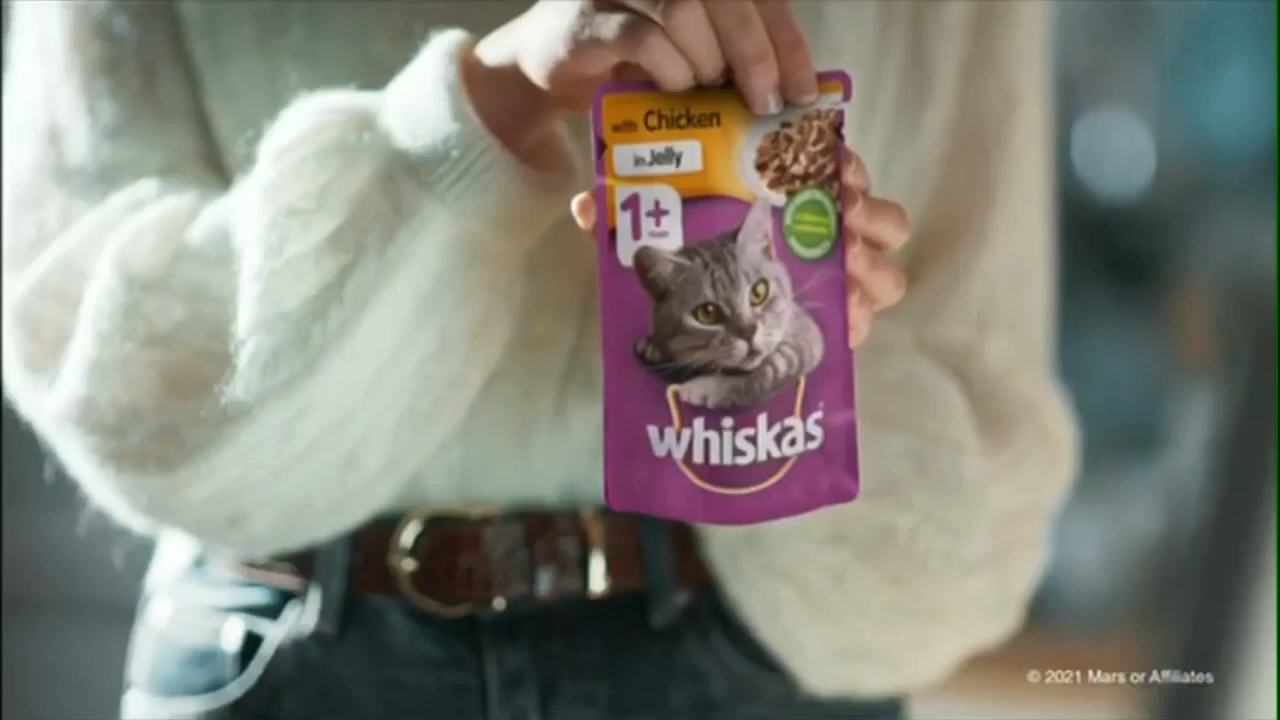 with Chicken
in Jelly
1+
whiskas
© 2021 Mars or Affiliates